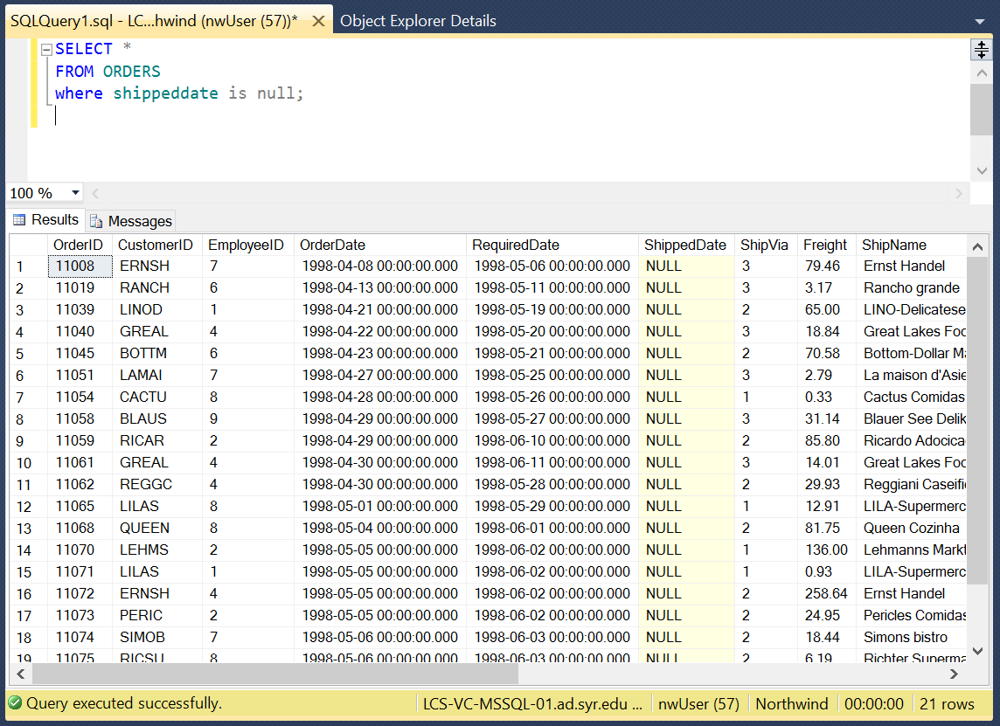 SQLQuery1.sql - LC...hwind (nwUser (57))* Object Explorer Details
SELECT *
FROM ORDERS
where shippeddate is null;
100 %
Results Messages
OrderID CustomerID EmployeeID OrderDate RequiredDate ShippedDate ShipVia Freight ShipName
1 11008 ERNSH 7 1998-04-08 00:00:00.000 1998-05-06 00:00:00.000 NULL 3 79.46 Ernst Handel
2 11019 RANCH 6 1998-04-13 00:00:00.000 1998-05-11 00:00:00.000 NULL 3 3.17 Rancho grande
3 11039 LINOD 1 1998-04-21 00:00:00.000 1998-05-19 00:00:00.000 NULL 2 65.00 LINO-Delicatese
4 11040 GREAL 4 1998-04-22 00:00:00.000 1998-05-20 00:00:00.000 NULL 3 18.84 Great Lakes Foo
5 11045 BOTTM 6 1998-04-23 00:00:00.000 1998-05-21 00:00:00.000 NULL 2 70.58 Bottom-Dollar Ma
6 11051 LAMAI 7 1998-04-27 00:00:00.000 1998-05-25 00:00:00.000 NULL 3 2.79 La maison d'Asie
7 11054 CACTU 8 1998-04-28 00:00:00.000 1998-05-26 00:00:00.000 NULL 1 0.33 Cactus Comidas
8 11058 BLAUS 9 1998-04-29 00:00:00.000 1998-05-27 00:00:00.000 NULL 3 31.14 Blauer See Delik
9 11059 RICAR 2 1998-04-29 00:00:00.000 1998-06-10 00:00:00.000 NULL 2 85.80 Ricardo Adocica
10 11061 GREAL 4 1998-04-30 00:00:00.000 1998-06-11 00:00:00.000 NULL 3 14.01 Great Lakes Foo
11 11062 REGGC 4 1998-04-30 00:00:00.000 1998-05-28 00:00:00.000 NULL 2 29.93 Reggiani Caseifi
12 11065 LILAS 8 1998-05-01 00:00:00.000 1998-05-29 00:00:00.000 NULL 1 12.91 LILA-Supermerc
13 11068 QUEEN 8 1998-05-04 00:00:00.000 1998-06-01 00:00:00.000 NULL 2 81.75 Queen Cozinha
14 11070 LEHMS 2 1998-05-05 00:00:00.000 1998-06-02 00:00:00.000 NULL 1 136.00 Lehmanns Markt
15 11071 LILAS 1 1998-05-05 00:00:00.000 1998-06-02 00:00:00.000 NULL 1 0.93 LILA-Supermerc
16 11072 ERNSH 4 1998-05-05 00:00:00.000 1998-06-02 00:00:00.000 NULL 2 258.64 Ernst Handel
17 11073 PERIC 2 1998-05-05 00:00:00.000 1998-06-02 00:00:00.000 NULL 2 24.95 Pericles Comidas
18 11074 SIMOB 7 1998-05-06 00:00:00.000 1998-06-03 00:00:00.000 NULL 2 18.44 Simons bistro
19 11075 RICSU 8 1998-05-06 00:00:00.000 1998-06-03 00:00:00.000 NULL 2 6.19 Richter Superma
Query executed successfully. LCS-VC-MSSQL-01.ad.syr.edu ... nwUser (57) Northwind 00:00:00 21 rows